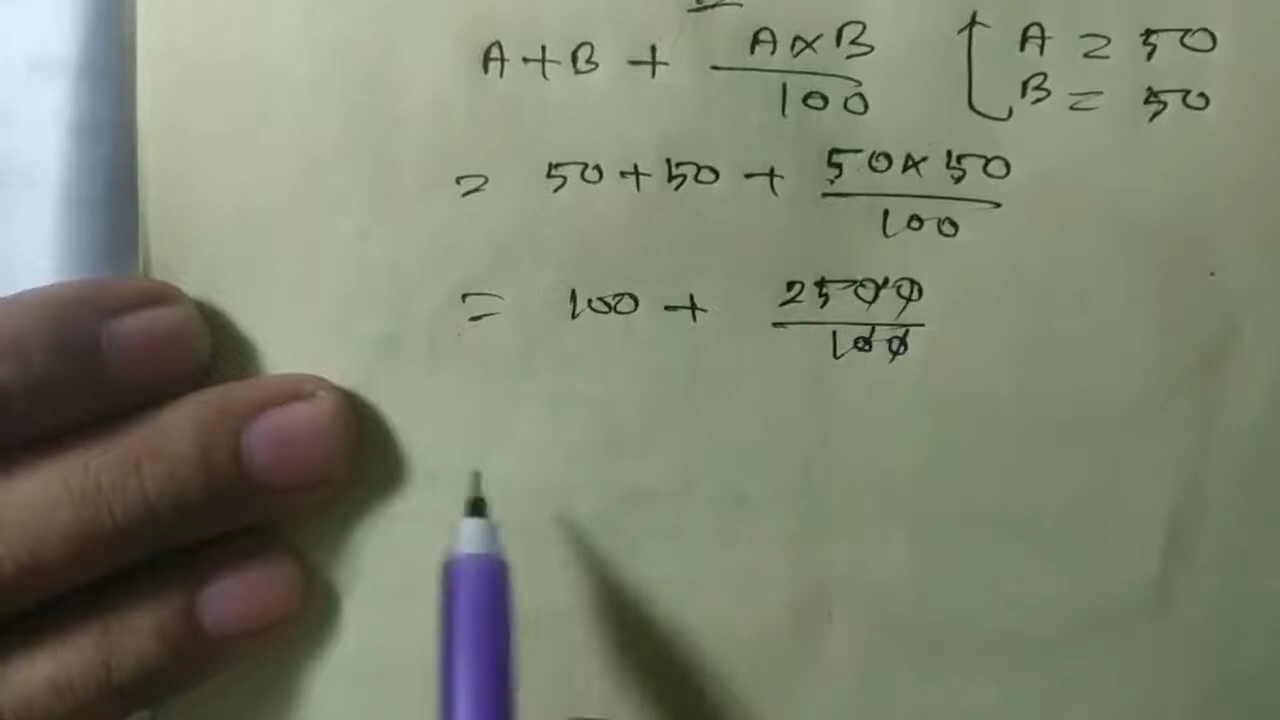 A+B + A×B/100 [A = 50
B = 50
= 50+50 + 50×50/100
= 100 + 2500/100